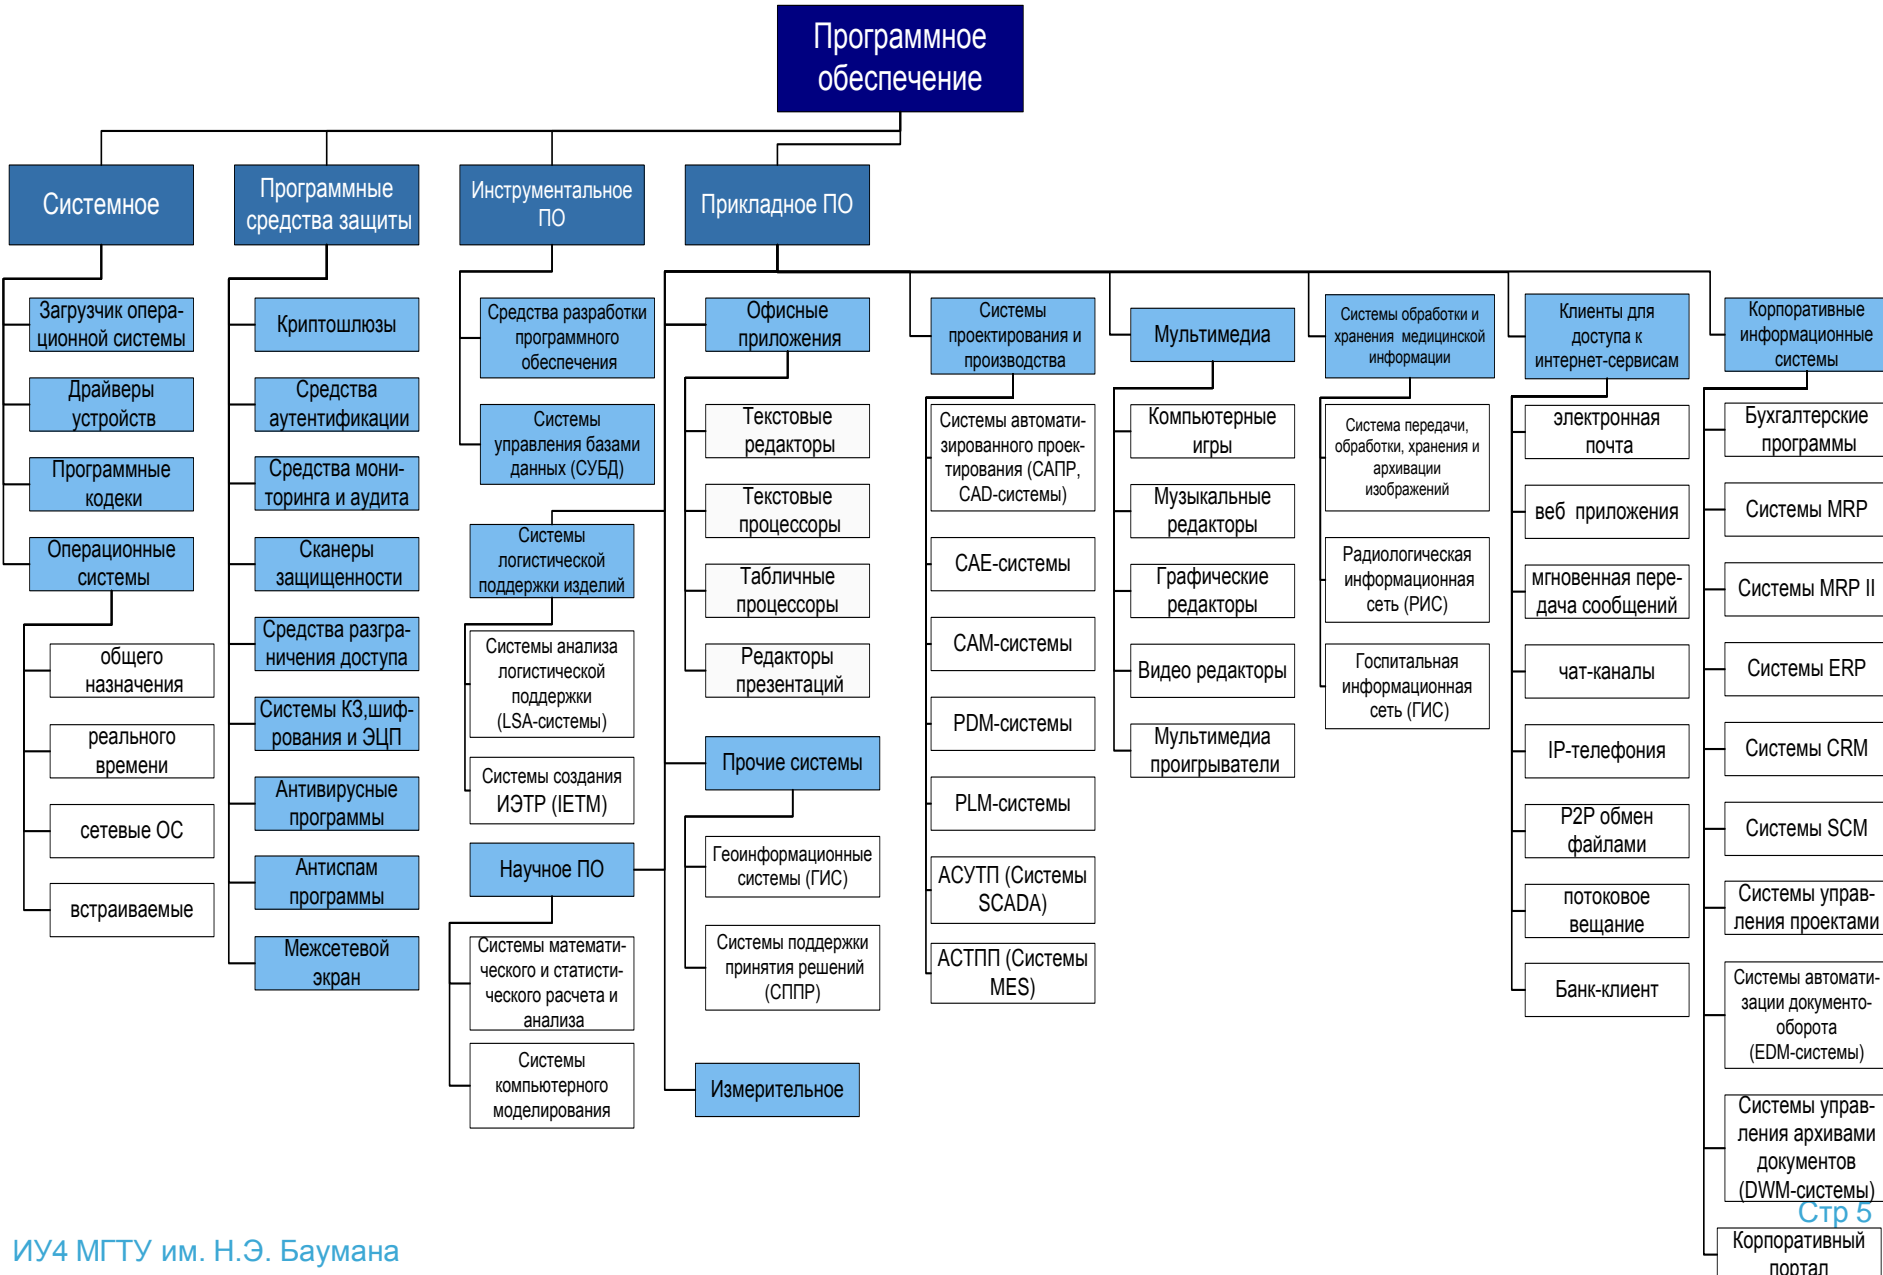 Программное
обеспечение
Системное
Программные
средства защиты
Инструментальное
ПО
Прикладное ПО
Загрузчик опера-
ционной системы
Драйверы
устройств
Программные
кодеки
Операционные
системы
общего
назначения
реального
времени
сетевые ОС
встраиваемые
Криптошлюзы
Средства
аутентификации
Средства мони-
торинга и аудита
Сканеры
защищенности
Средства разгра-
ничения доступа
Системы КЗ,шиф-
рования и ЭЦП
Антивирусные
программы
Антиспам
программы
Межсетевой
экран
Средства разработки
программного
обеспечения
Системы
управления базами
данных (СУБД)
Системы
логистической
поддержки изделий
Системы анализа
логистической
поддержки
(LSA-системы)
Системы создания
ИЭТР (IETM)
Научное ПО
Системы математи-
ческого и статисти-
ческого расчета и
анализа
Системы
компьютерного
моделирования
Офисные
приложения
Текстовые
редакторы
Текстовые
процессоры
Табличные
процессоры
Редакторы
презентаций
Прочие системы
Геоинформационные
системы (ГИС)
Системы поддержки
принятия решений
(СППР)
Измерительное
Системы
проектирования и
производства
Системы автомати-
зированного проек-
тирования (САПР,
CAD-системы)
CAE-системы
CAM-системы
PDM-системы
PLM-системы
АСУТП (Системы
SCADA)
АСТПП (Системы
MES)
Мультимедиа
Компьютерные
игры
Музыкальные
редакторы
Графические
редакторы
Видео редакторы
Мультимедиа
проигрыватели
Системы обработки и
хранения медицинской
информации
Система передачи,
обработки, хранения и
архивации
изображений
Радиологическая
информационная
сеть (РИС)
Госпитальная
информационная
сеть (ГИС)
Клиенты для
доступа к
интернет-сервисам
электронная
почта
веб приложения
мгновенная пере-
дача сообщений
чат-каналы
IP-телефония
P2P обмен
файлами
потоковое
вещание
Банк-клиент
Корпоративные
информационные
системы
Бухгалтерские
программы
Системы MRP
Системы MRP II
Системы ERP
Системы CRM
Системы SCM
Системы управ-
ления проектами
Системы автомати-
зации документо-
оборота
(EDM-системы)
Системы управ-
ления архивами
документов
(DWM-системы)
Корпоративный
портал
Стр 5
ИУ4 МГТУ им. Н.Э. Баумана